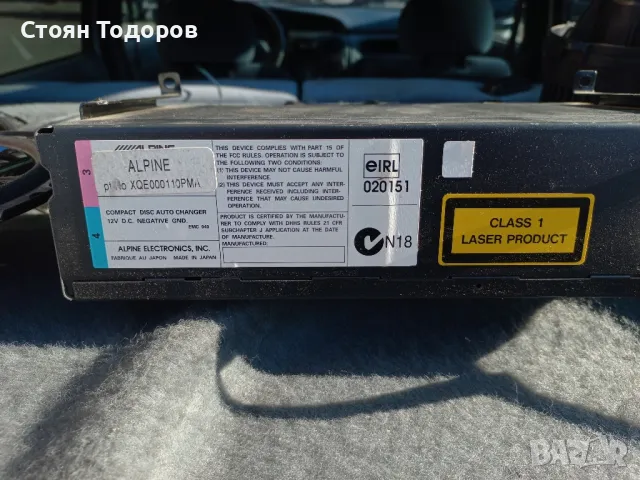 Стоян Тодоров
3
4
ALPINE
ALPINE
XQE000110PMA
COMPACT DISC AUTO CHANGER
12V D.C. NEGATIVE GND.
EMC 040
ALPINE ELECTRONICS, INC.
FABRIQUE AU JAPON MADE IN JAPAN
THIS DEVICE COMPLIES WITH PART 15 OF
THE FCC RULES. OPERATION IS SUBJECT TO
THE FOLLOWING TWO CONDITIONS:
(1) THIS DEVICE MAY NOT CAUSE HARMFUL
INTERFERENCE.
(2) THIS DEVICE MUST ACCEPT ANY INTER-
FERENCE RECEIVED INCLUDING INTER-
FERENCE THAT MAY CAUSE UNDESIRED
OPERATION.
PRODUCT IS CERTIFIED BY THE MANUFACTU-
RER TO COMPLY WITH DHHS RULES 21 CFR
SUBCHAPTER J APPLICATION AT THE DATE
OF MANUFACTURE.
MANUFACTURED:
eIRL
020151
N18
CLASS 1
LASER PRODUCT
BAZAR